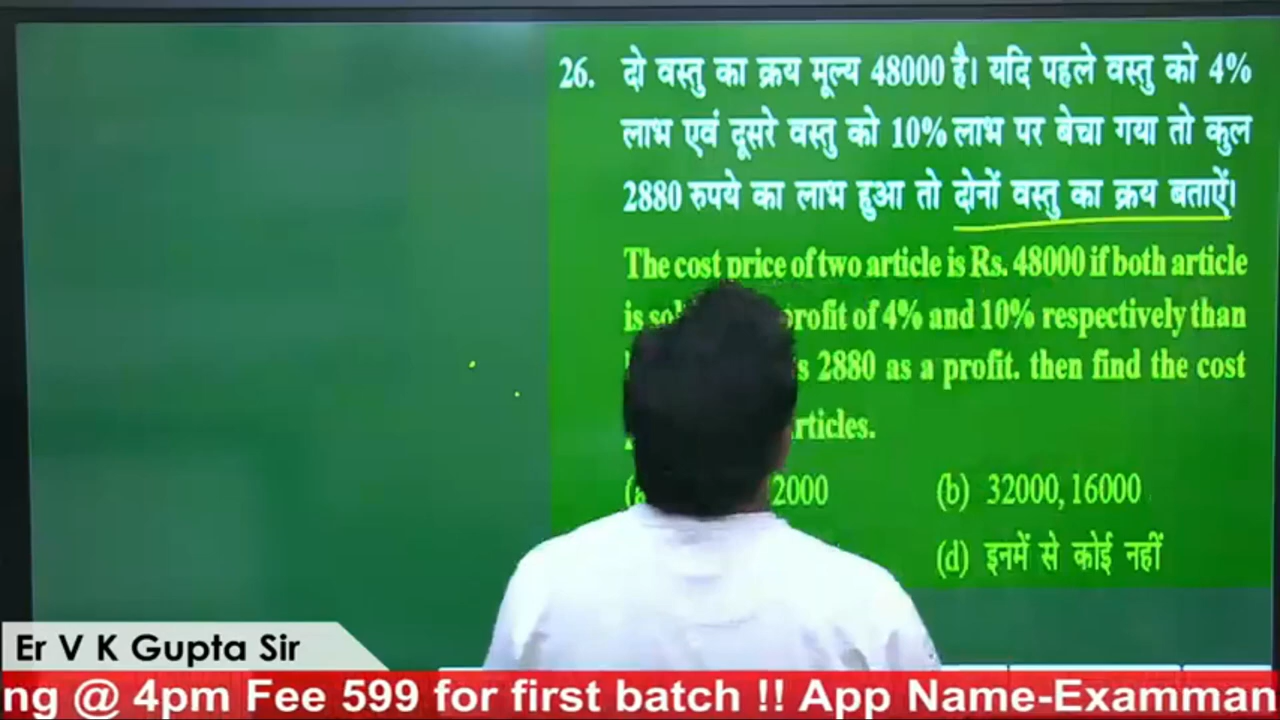 26. दो वस्तु का क्रय मूल्य 48000 है। यदि पहले वस्तु को 4%
लाभ एवं दूसरे वस्तु को 10% लाभ पर बेचा गया तो कुल
2880 रुपये का लाभ हुआ तो दोनों वस्तु का क्रय बताऐं।
The cost price of two article is Rs. 48000 if both article
is profit of 4% and 10% respectively than
2880 as a profit. then find the cost
(b) 32000, 16000
(d) इनमें से कोई नहीं
Er V K Gupta Sir
ng @ 4pm Fee 599 for first batch !! App Name-Examman